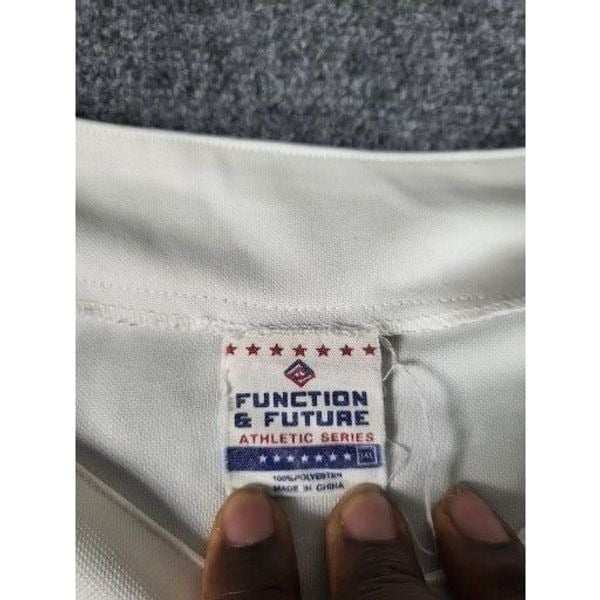 FUNCTION
& FUTURE
ATHLETIC SERIES
100% POLYESTER
MADE IN CHINA